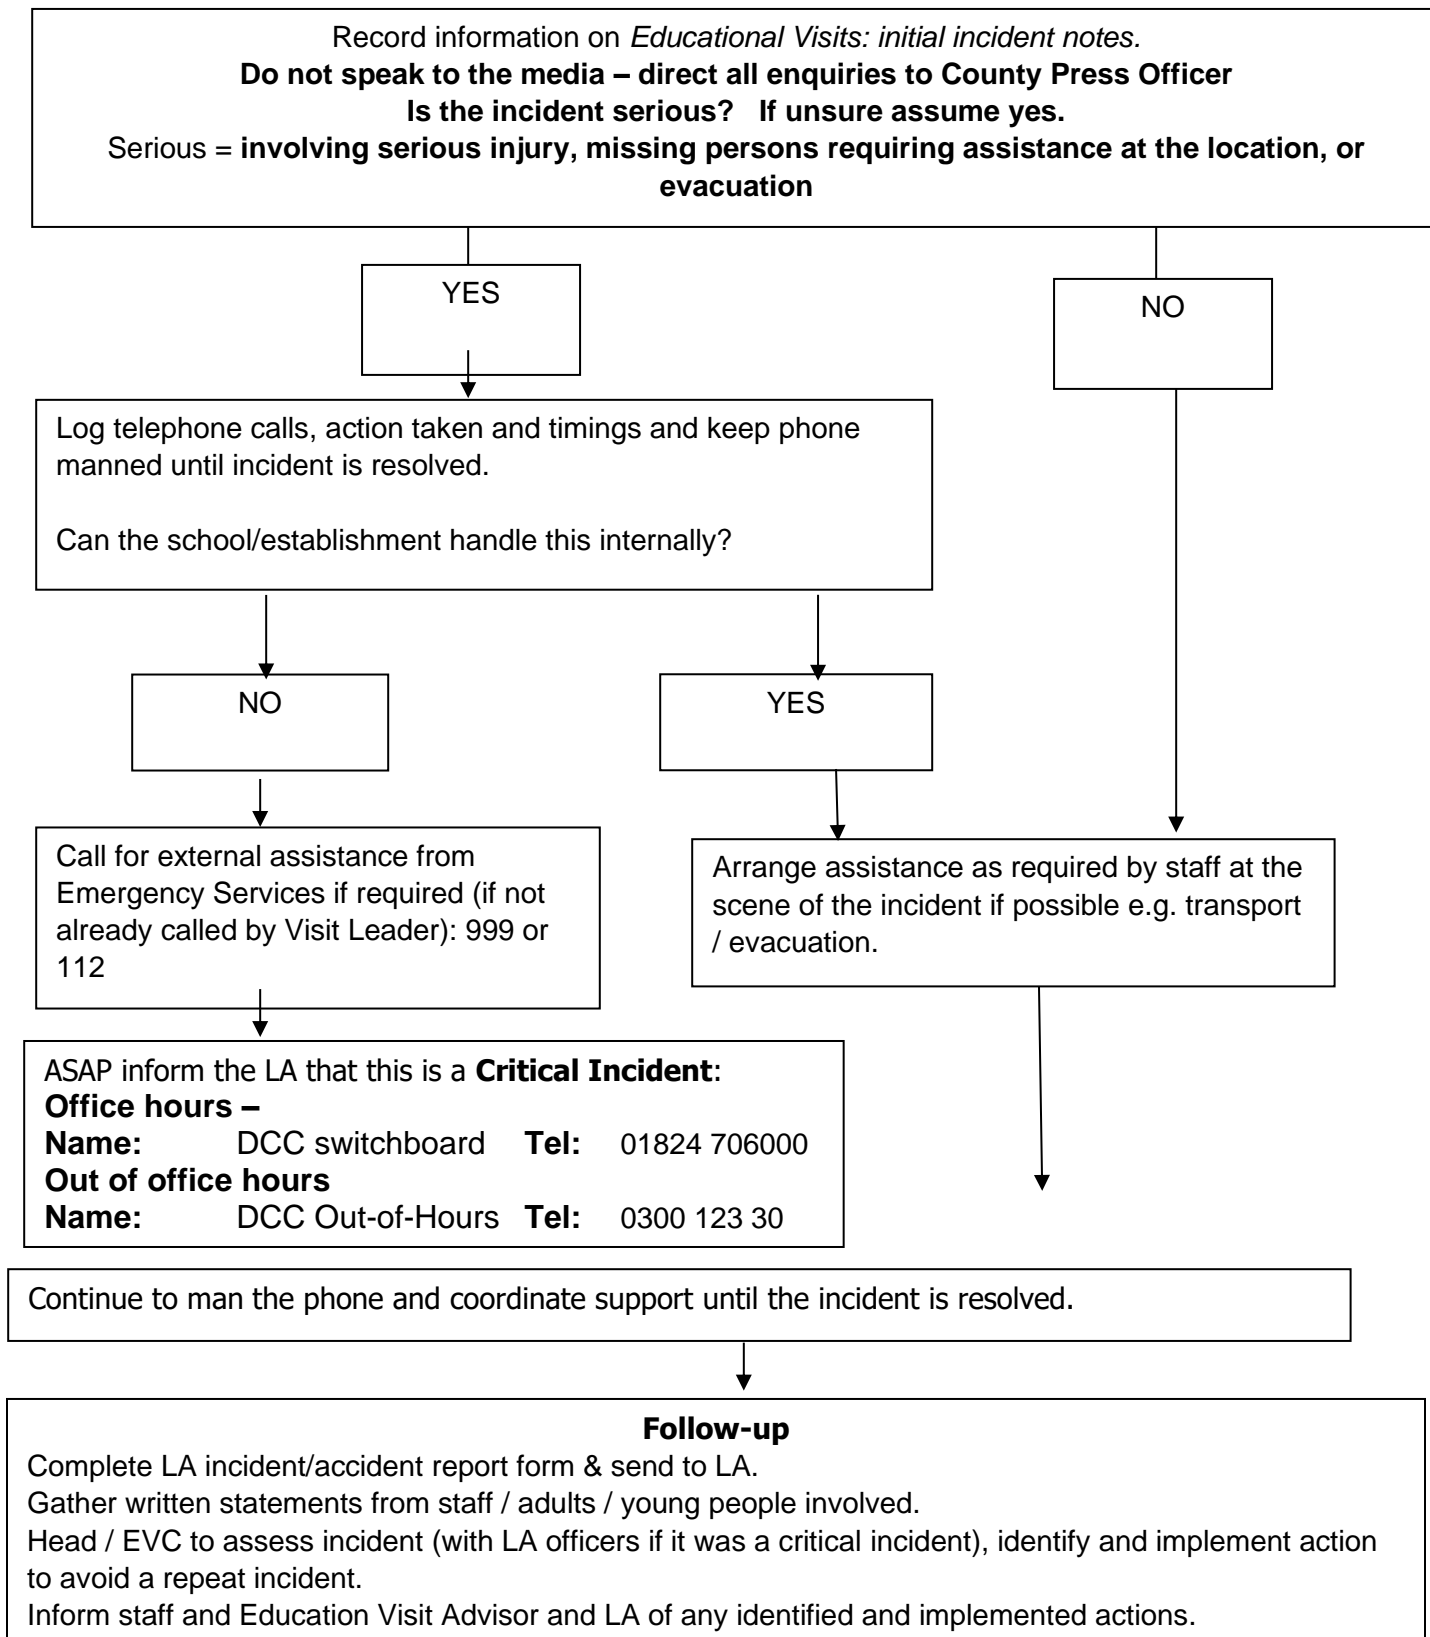 Record information on Educational Visits: initial incident notes.
Do not speak to the media – direct all enquiries to County Press Officer
Is the incident serious?   If unsure assume yes.
Serious = involving serious injury, missing persons requiring assistance at the location, or
evacuation
YES
NO
Log telephone calls, action taken and timings and keep phone
manned until incident is resolved.
Can the school/establishment handle this internally?
NO
YES
Call for external assistance from
Emergency Services if required (if not
already called by Visit Leader): 999 or
112
Arrange assistance as required by staff at the
scene of the incident if possible e.g. transport
/ evacuation.
ASAP inform the LA that this is a Critical Incident:
Office hours –
Name: DCC switchboard Tel: 01824 706000
Out of office hours
Name: DCC Out-of-Hours Tel: 0300 123 30
Continue to man the phone and coordinate support until the incident is resolved.
Follow-up
Complete LA incident/accident report form & send to LA.
Gather written statements from staff / adults / young people involved.
Head / EVC to assess incident (with LA officers if it was a critical incident), identify and implement action
to avoid a repeat incident.
Inform staff and Education Visit Advisor and LA of any identified and implemented actions.